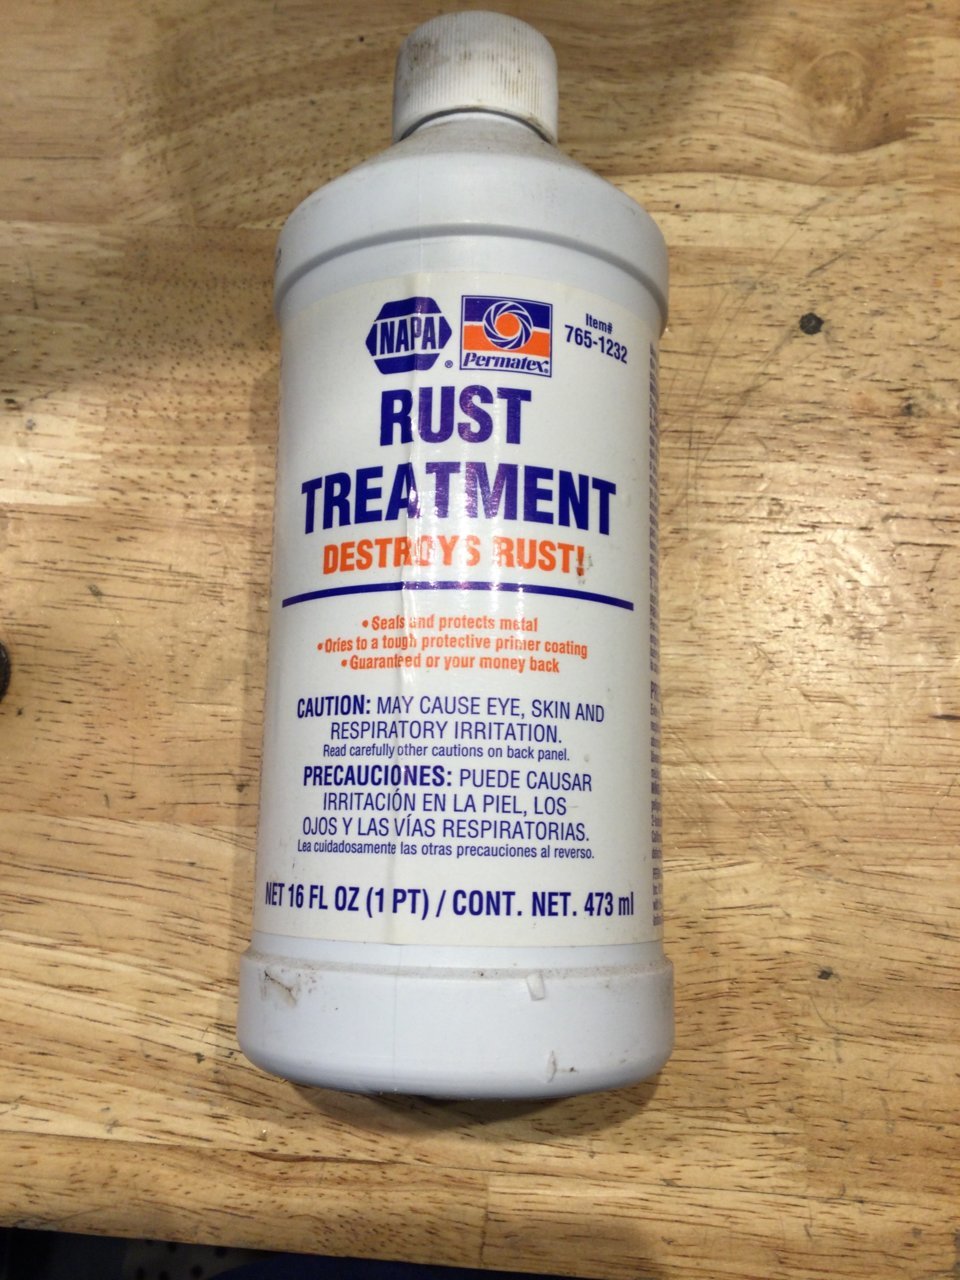 NAPA
Permatex®
Item#
765-1232
RUST
TREATMENT
DESTROYS RUST!
• Seals and protects metal
• Dries to a tough protective primer coating
• Guaranteed or your money back
CAUTION: MAY CAUSE EYE, SKIN AND
RESPIRATORY IRRITATION.
Read carefully other cautions on back panel.
PRECAUCIONES: PUEDE CAUSAR
IRRITACIÓN EN LA PIEL, LOS
OJOS Y LAS VÍAS RESPIRATORIAS.
Lea cuidadosamente las otras precauciones al reverso.
NET 16 FL OZ (1 PT) / CONT. NET. 473 ml